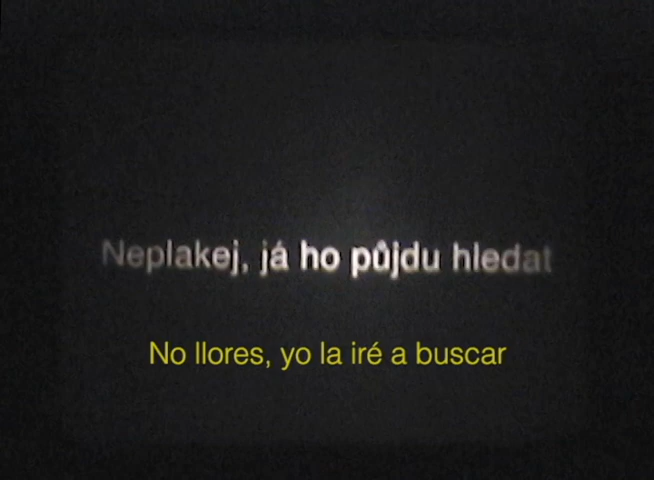 Neplakej, já ho půjdu hledat
No llores, yo la iré a buscar